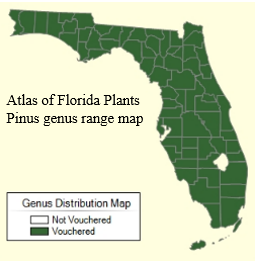 Atlas of Florida Plants
Pinus genus range map
Genus Distribution Map
Not Vouchered
Vouchered